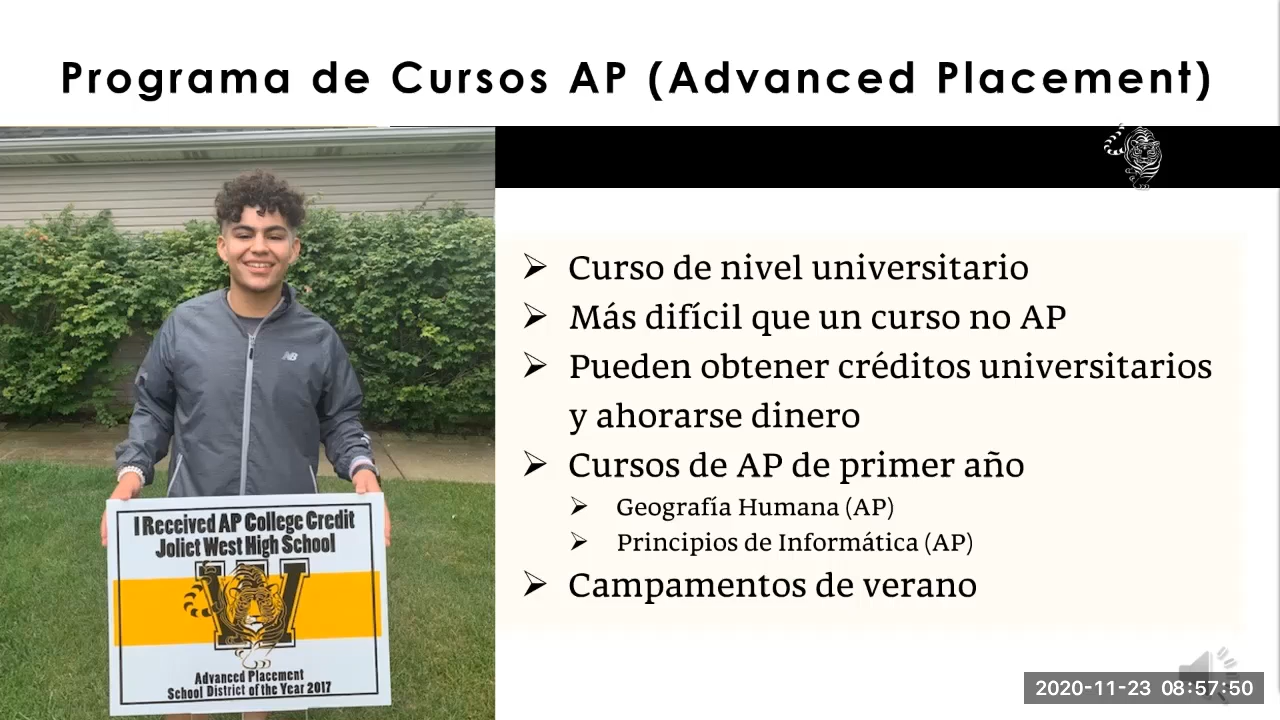 Programa de Cursos AP (Advanced Placement)
NB
I Received AP College Credit
Joliet West High School
W
Advanced Placement
School District of the Year 2017
➢ Curso de nivel universitario
➢ Más difícil que un curso no AP
➢ Pueden obtener créditos universitarios
y ahorarse dinero
➢ Cursos de AP de primer año
➢ Geografía Humana (AP)
➢ Principios de Informática (AP)
➢ Campamentos de verano
2020-11-23 08:57:50